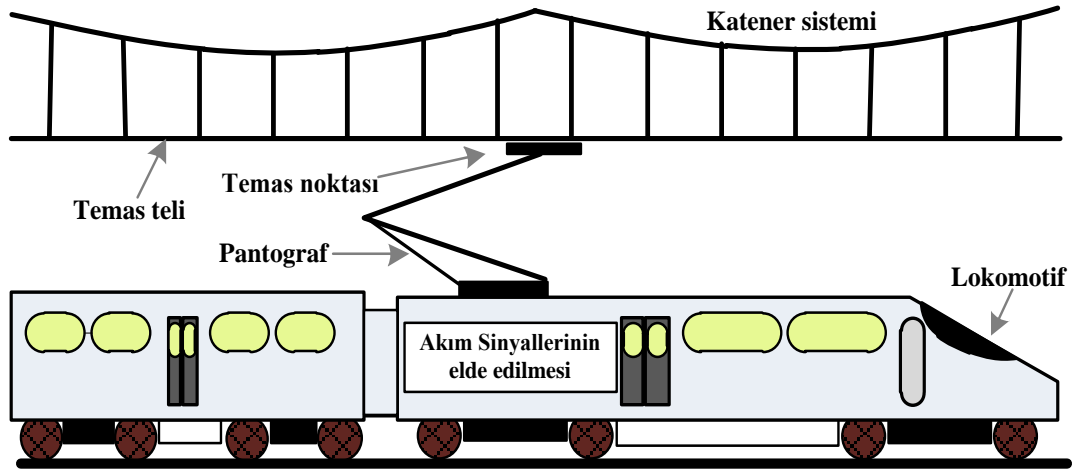 Katener sistemi
Temas noktası
Temas teli
Pantograf
Lokomotif
Akım Sinyallerinin
elde edilmesi